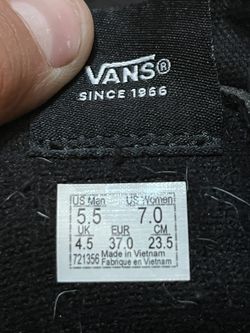 VANS®
SINCE 1966
US Men US Women
5.5 7.0
UK EUR CM
4.5 37.0 23.5
721356 Made in Vietnam
Fabriqué en Vietnam